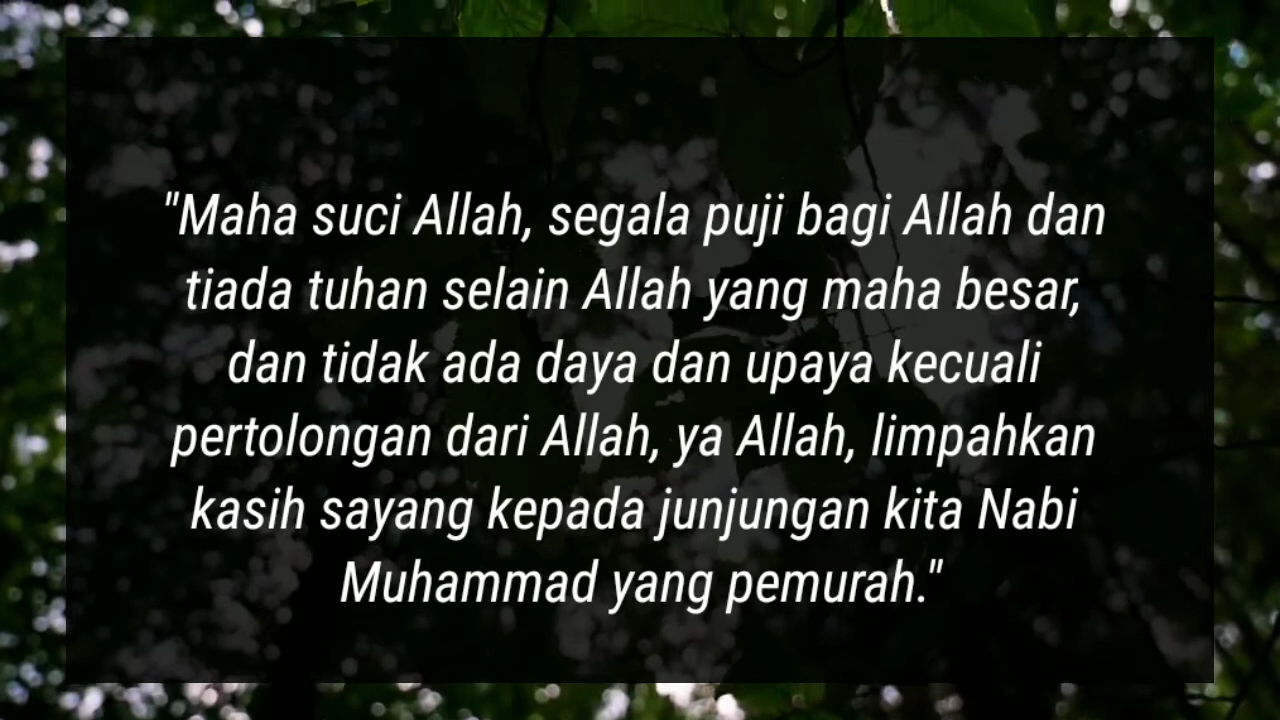 "Maha suci Allah, segala puji bagi Allah dan
tiada tuhan selain Allah yang maha besar,
dan tidak ada daya dan upaya kecuali
pertolongan dari Allah, ya Allah, limpahkan
kasih sayang kepada junjungan kita Nabi
Muhammad yang pemurah."